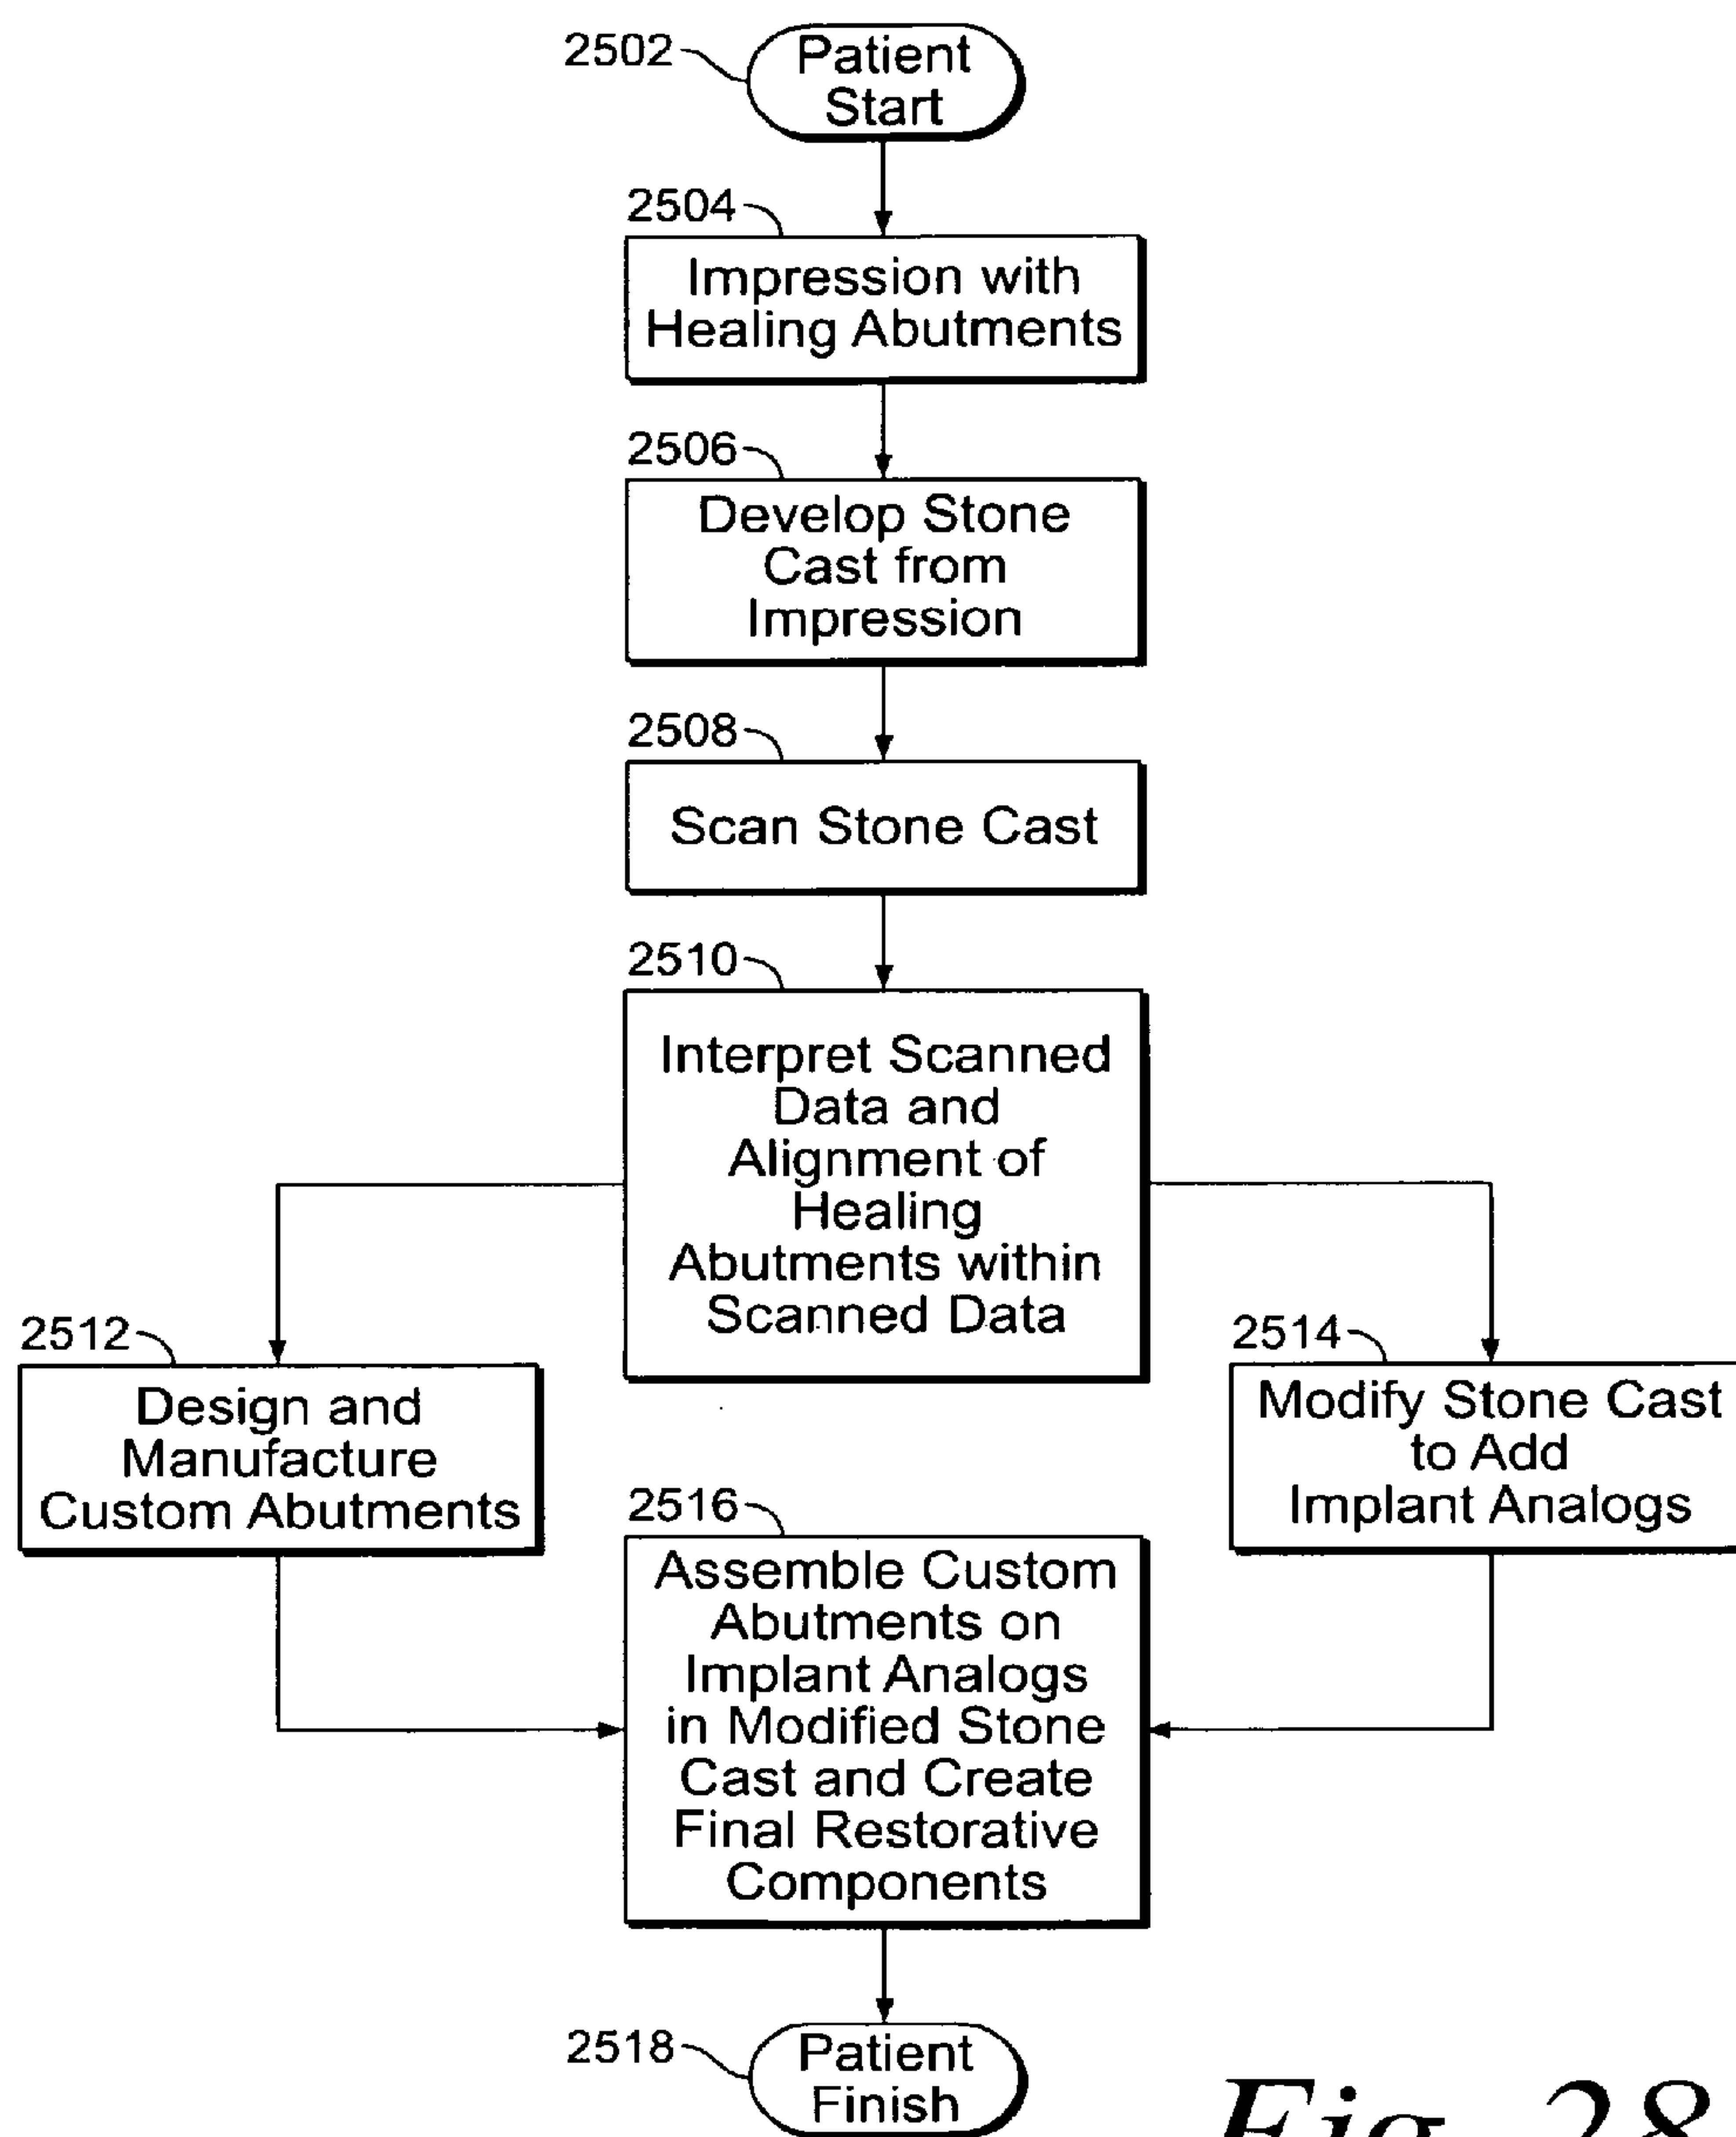 2502
Patient
Start
2504
Impression with
Healing Abutments
2506
Develop Stone
Cast from
Impression
2508
Scan Stone Cast
2510
Interpret Scanned
Data and
Alignment of
Healing
Abutments within
Scanned Data
2512
Design and
Manufacture
Custom Abutments
2514
Modify Stone Cast
to Add
Implant Analogs
2516
Assemble Custom
Abutments on
Implant Analogs
in Modified Stone
Cast and Create
Final Restorative
Components
2518
Patient
Finish
Fig. 28